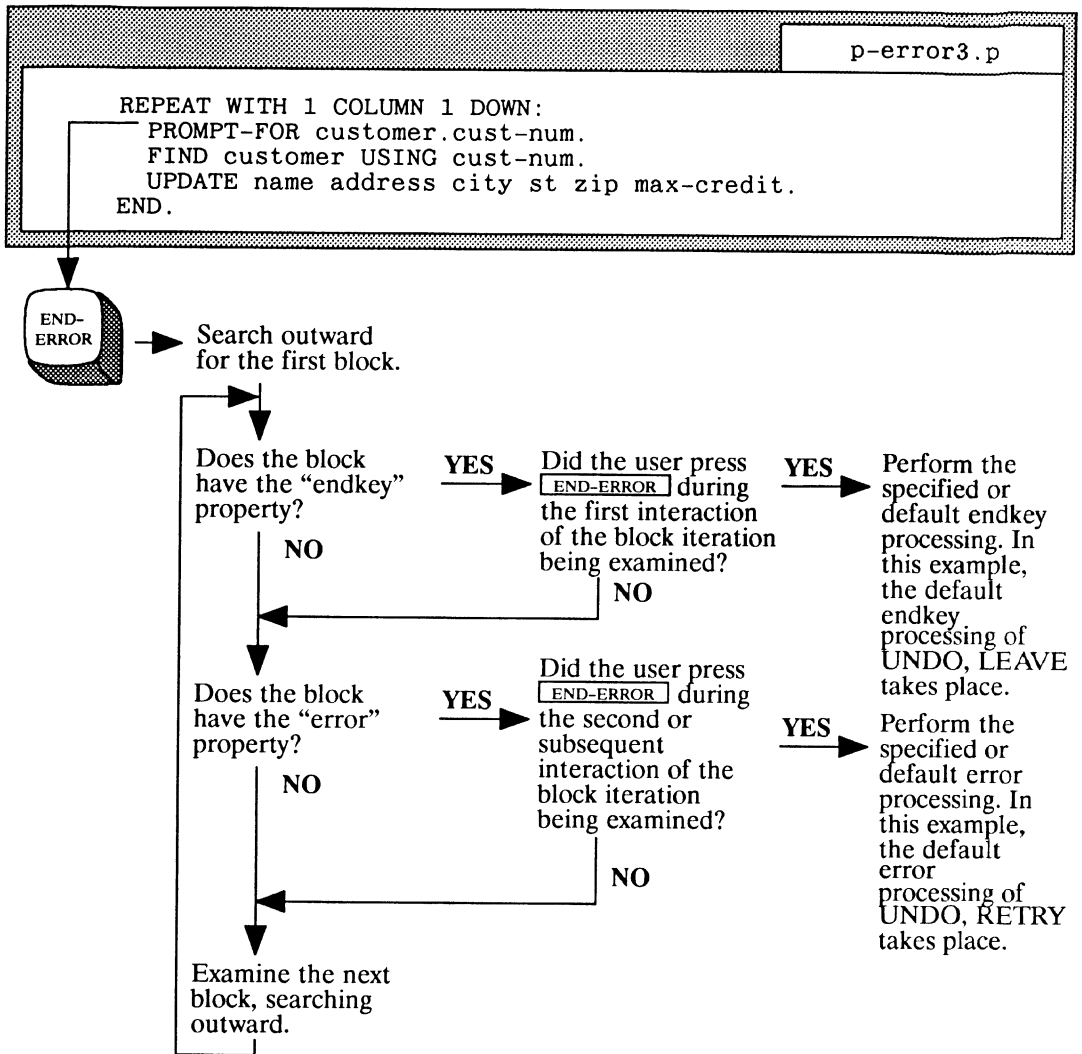 p-error3.p
REPEAT WITH 1 COLUMN 1 DOWN:
PROMPT-FOR customer.cust-num.
FIND customer USING cust-num.
UPDATE name address city st zip max-credit.
END.
END-
ERROR
Search outward
for the first block.
Does the block
have the “endkey”
property?
YES
NO
Did the user press
END-ERROR during
the first interaction
of the block iteration
being examined?
YES
NO
Perform the
specified or
default endkey
processing. In
this example,
the default
endkey
processing of
UNDO, LEAVE
takes place.
Does the block
have the “error”
property?
YES
NO
Did the user press
END-ERROR during
the second or
subsequent
interaction of the
block iteration
being examined?
YES
NO
Perform the
specified or
default error
processing. In
this example,
the default
error
processing of
UNDO, RETRY
takes place.
Examine the next
block, searching
outward.